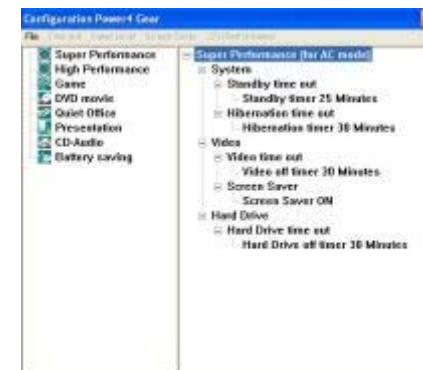 Configuration Power4 Gear
File
Super Performance
High Performance
Game
DVD movie
Quiet Office
Presentation
CD-Audio
Battery saving
Super Performance (for AC mode)
System
Standby time out
Standby timer 25 Minutes
Hibernation time out
Hibernation timer 30 Minutes
Video
Video time out
Video off timer 30 Minutes
Screen Saver
Screen Saver ON
Hard Drive
Hard Drive time out
Hard Drive off timer 30 Minutes